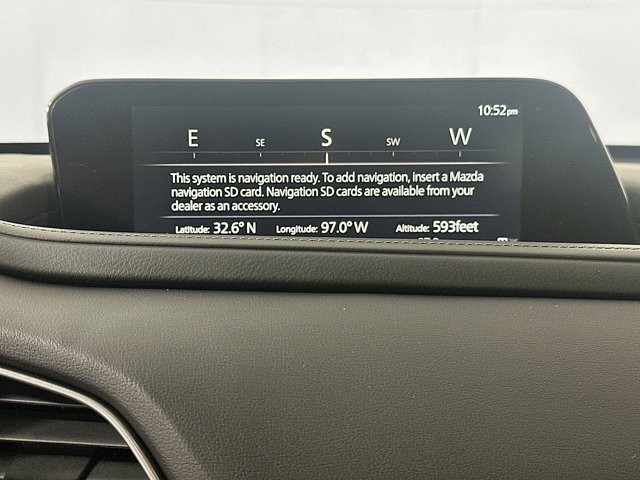 10:52pm
E SE S SW W
This system is navigation ready. To add navigation, insert a Mazda
navigation SD card. Navigation SD cards are available from your
dealer as an accessory.
Latitude: 32.6° N Longitude: 97.0° W Altitude: 593feet